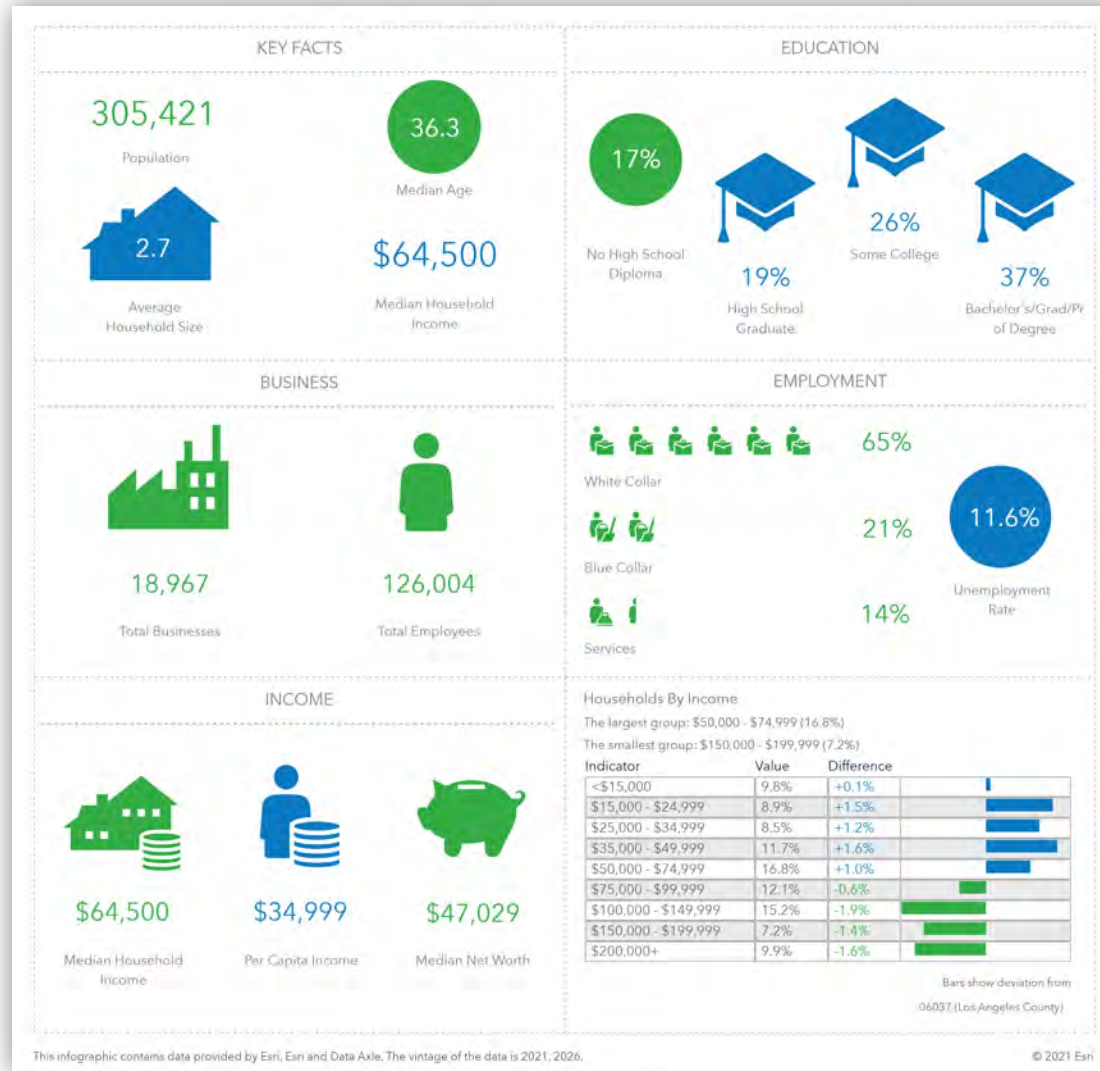 KEY FACTS
305,421
Population
36.3
Median Age
2.7
Average
Household Size
$64,500
Median Household
Income
EDUCATION
17%
No High School
Diploma
19%
High School
Graduate
26%
Some College
37%
Bachelor's/Grad/Pr
of Degree
BUSINESS
18,967
Total Businesses
126,004
Total Employees
EMPLOYMENT
65%
White Collar
21%
Blue Collar
14%
Services
11.6%
Unemployment
Rate
INCOME
$64,500
Median Household
Income
$34,999
Per Capita Income
$47,029
Median Net Worth
Households By Income
The largest group: $50,000 - $74,999 (16.8%)
The smallest group: $150,000 - $199,999 (7.2%)
Indicator Value Difference
<$15,000 9.8% +0.1%
$15,000 - $24,999 8.9% +1.5%
$25,000 - $34,999 8.5% +1.2%
$35,000 - $49,999 11.7% +1.6%
$50,000 - $74,999 16.8% +1.0%
$75,000 - $99,999 12.1% -0.6%
$100,000 - $149,999 15.2% -1.9%
$150,000 - $199,999 7.2% -1.4%
$200,000+ 9.9% -1.6%
Bars show deviation from
06037 (Los Angeles County)
This infographic contains data provided by Esri, Esri and Data Axle. The vintage of the data is 2021, 2026.
© 2021 Esri